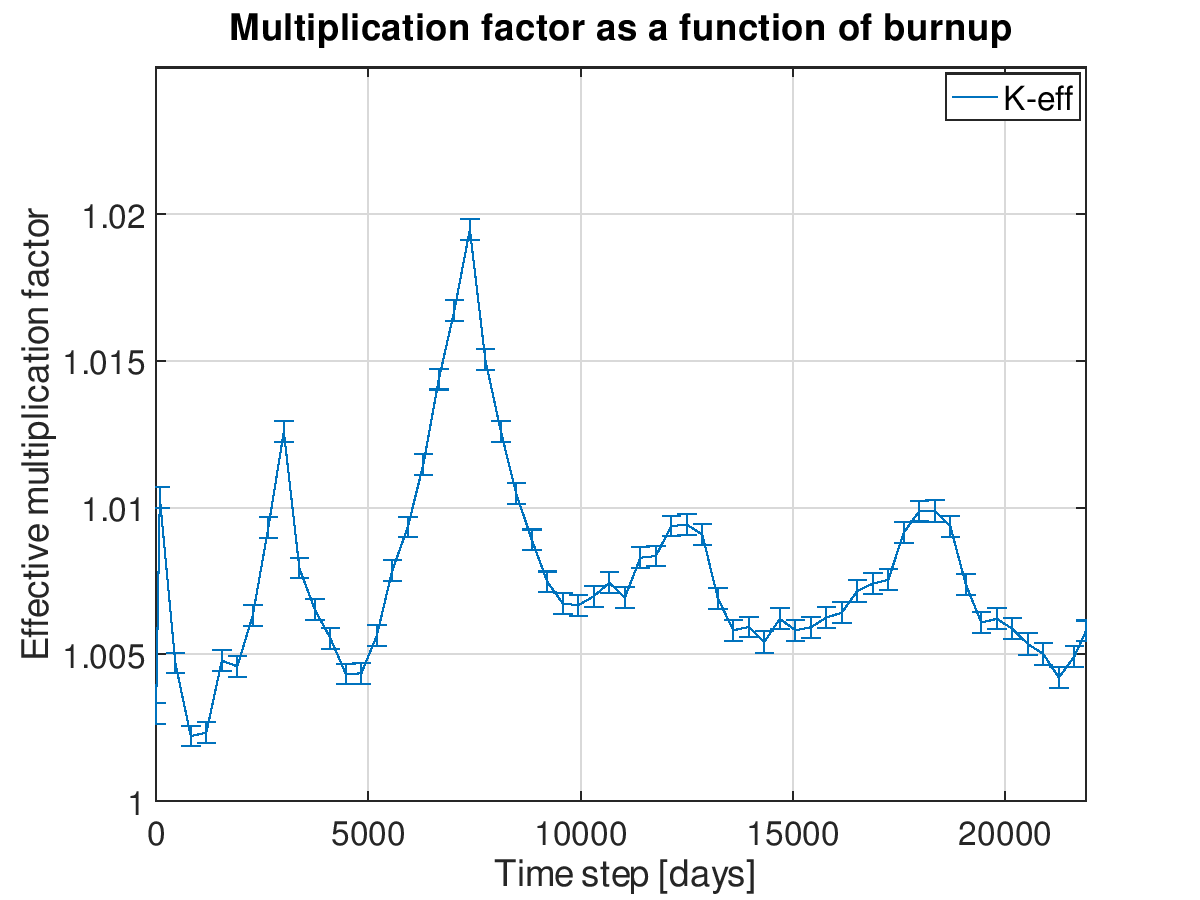 Multiplication factor as a function of burnup
K-eff
Effective multiplication factor
1.02
1.015
1.01
1.005
1
0 5000 10000 15000 20000
Time step [days]